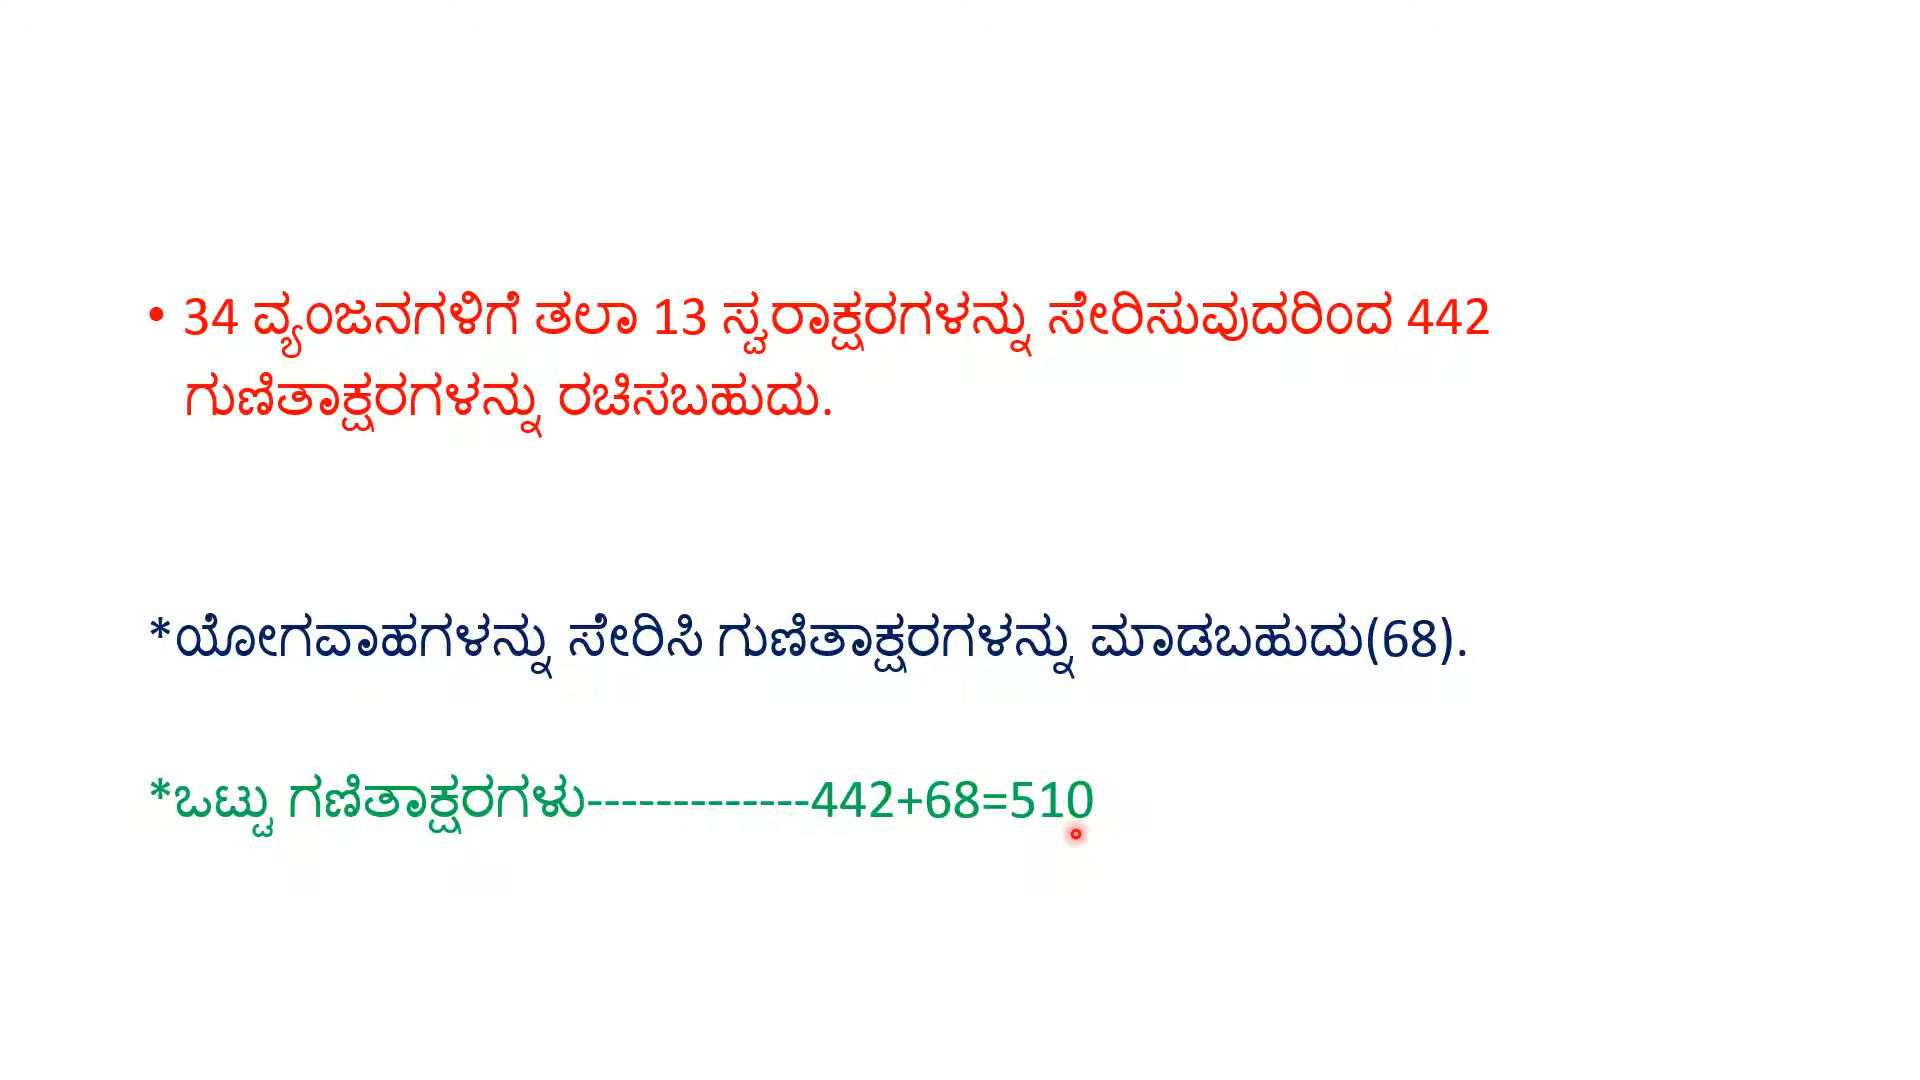 • 34 ವ್ಯಂಜನಗಳಿಗೆ ತಲಾ 13 ಸ್ವರಾಕ್ಷರಗಳನ್ನು ಸೇರಿಸುವುದರಿಂದ 442
ಗುಣಿತಾಕ್ಷರಗಳನ್ನು ರಚಿಸಬಹುದು.
*ಯೋಗವಾಹಗಳನ್ನು ಸೇರಿಸಿ ಗುಣಿತಾಕ್ಷರಗಳನ್ನು ಮಾಡಬಹುದು(68).
*ಒಟ್ಟು ಗಣಿತಾಕ್ಷರಗಳು-------------442+68=510